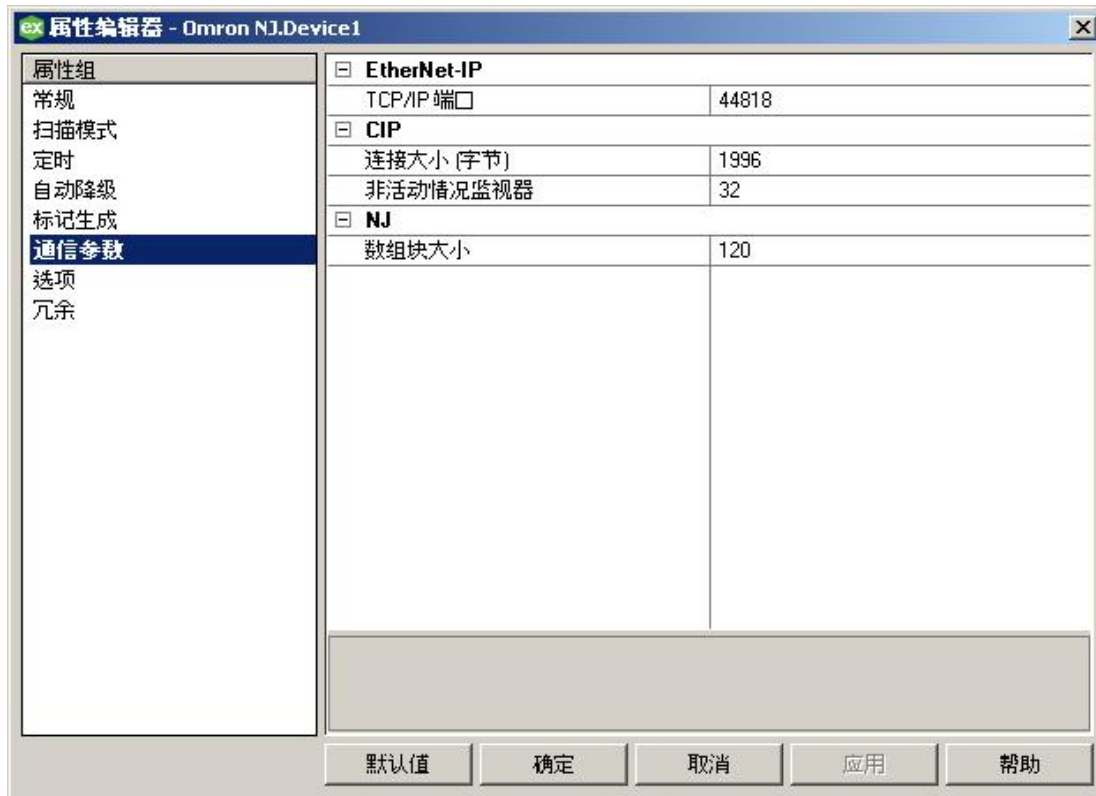 ex 属性编辑器 - Omron NJ.Device1
属性组
常规
扫描模式
定时
自动降级
标记生成
通信参数
选项
冗余
EtherNet-IP
TCP/IP 端口 44818
CIP
连接大小 (字节) 1996
非活动情况监视器 32
NJ
数组块大小 120
默认值 确定 取消 应用 帮助